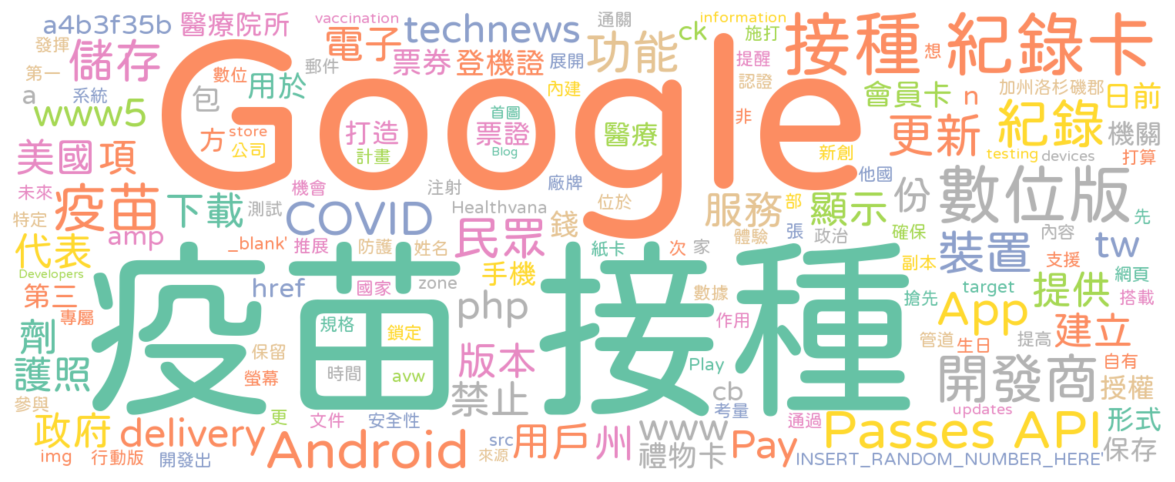 a4b3f35b 醫療院所 vaccination technews 通關 ck information 施打 接種 紀錄卡
發揮 儲存 電子 票券 登機證 展開 功能 提醒 想
第一 數位 郵件 內建 認證 加州洛杉磯郡
a 系統 包 用於 Google 會員卡 n 日前
www5 方 store 公司 打造 計畫 首圖 票證 Blog 醫療 非 更新 紀錄 機關
美國 項 新創 testing devices 打算
未來 機會 注射 廠牌 他國
疫苗 下載 測試 COVID Healthvana 民眾 錢 位於 服務 部 顯示 份 數位版 先
特定 amp _blank' 推展 防護 姓名 紙卡 次 家 體驗 張 政治 確保 內容 tw
代表 疫苗接種 手機 副本 裝置 支援 網頁
Developers 第三 專屬 href 國家 zone php 數據 搶先 target 提供 搭載
劑 規格 鎖定 作用 App 建立
護照 保留 螢幕 時間 avw 版本 Play 管道 生日 提高 自有
參與 禁止 cb 考量 開發商 授權
政府 delivery 更 文件 安全性 www 通過 updates Passes API 形式
img 行動版 開發出 Android src 來源 用戶 州 禮物卡 Pay INSERT_RANDOM_NUMBER_HERE' 保存